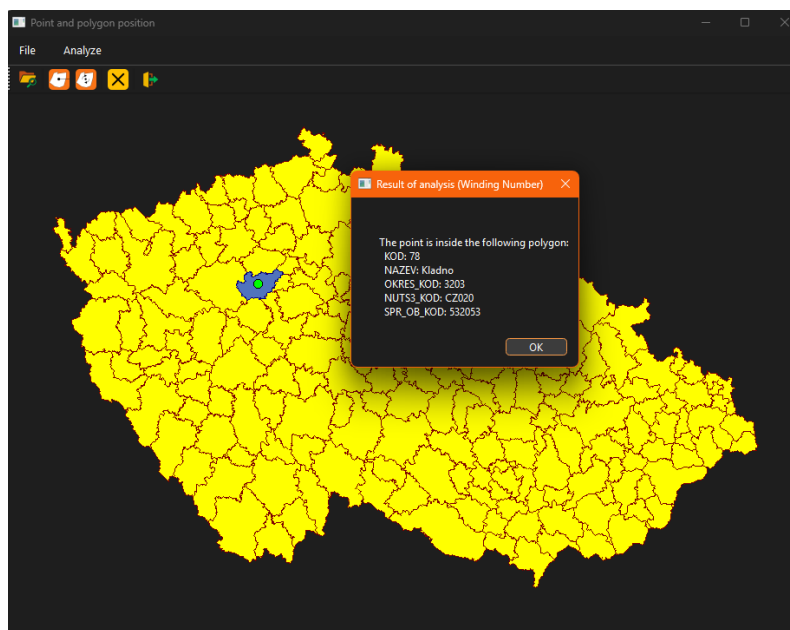 Point and polygon position
File Analyze
Result of analysis (Winding Number)
The point is inside the following polygon:
KOD: 78
NAZEV: Kladno
OKRES_KOD: 3203
NUTS3_KOD: CZ020
SPR_OB_KOD: 532053
OK